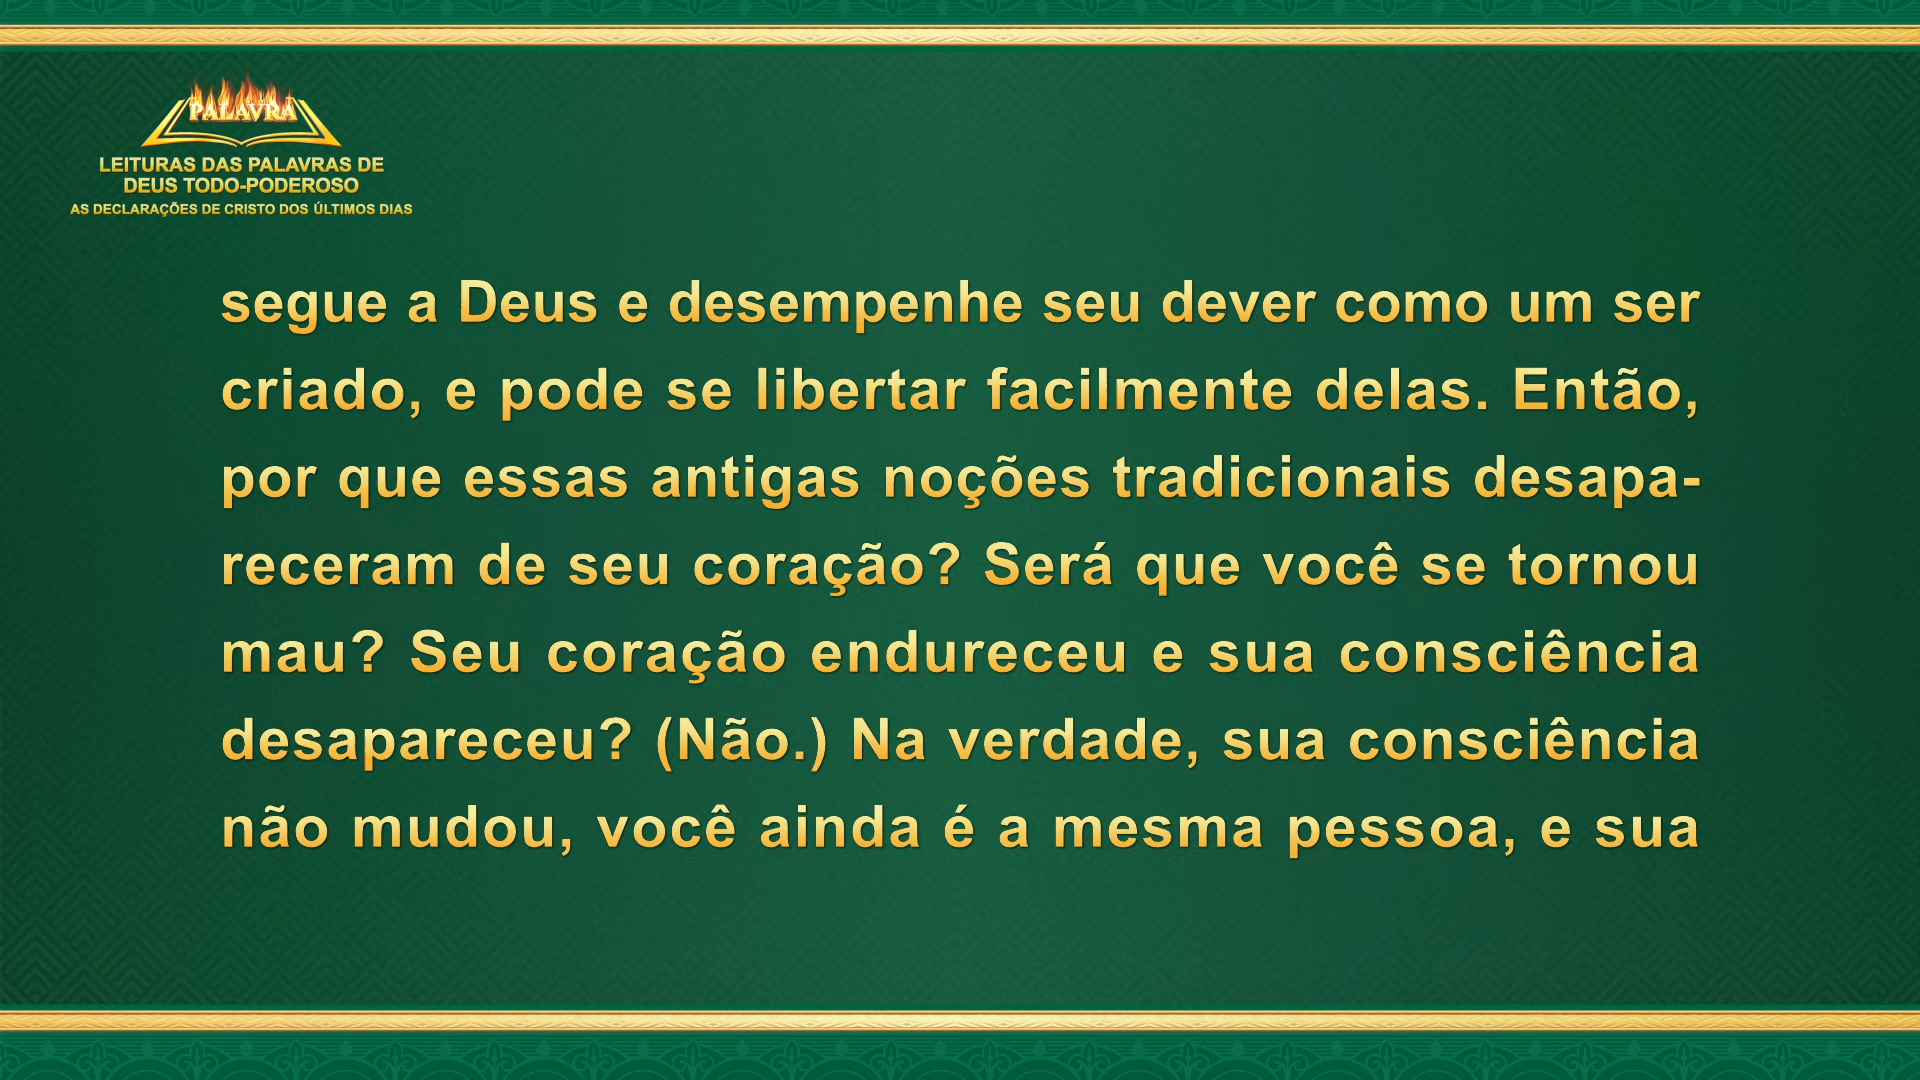 PALAVRA
LEITURAS DAS PALAVRAS DE
DEUS TODO-PODEROSO
AS DECLARAÇÕES DE CRISTO DOS ÚLTIMOS DIAS
segue a Deus e desempenhe seu dever como um ser
criado, e pode se libertar facilmente delas. Então,
por que essas antigas noções tradicionais desapa-
receram de seu coração? Será que você se tornou
mau? Seu coração endureceu e sua consciência
desapareceu? (Não.) Na verdade, sua consciência
não mudou, você ainda é a mesma pessoa, e sua